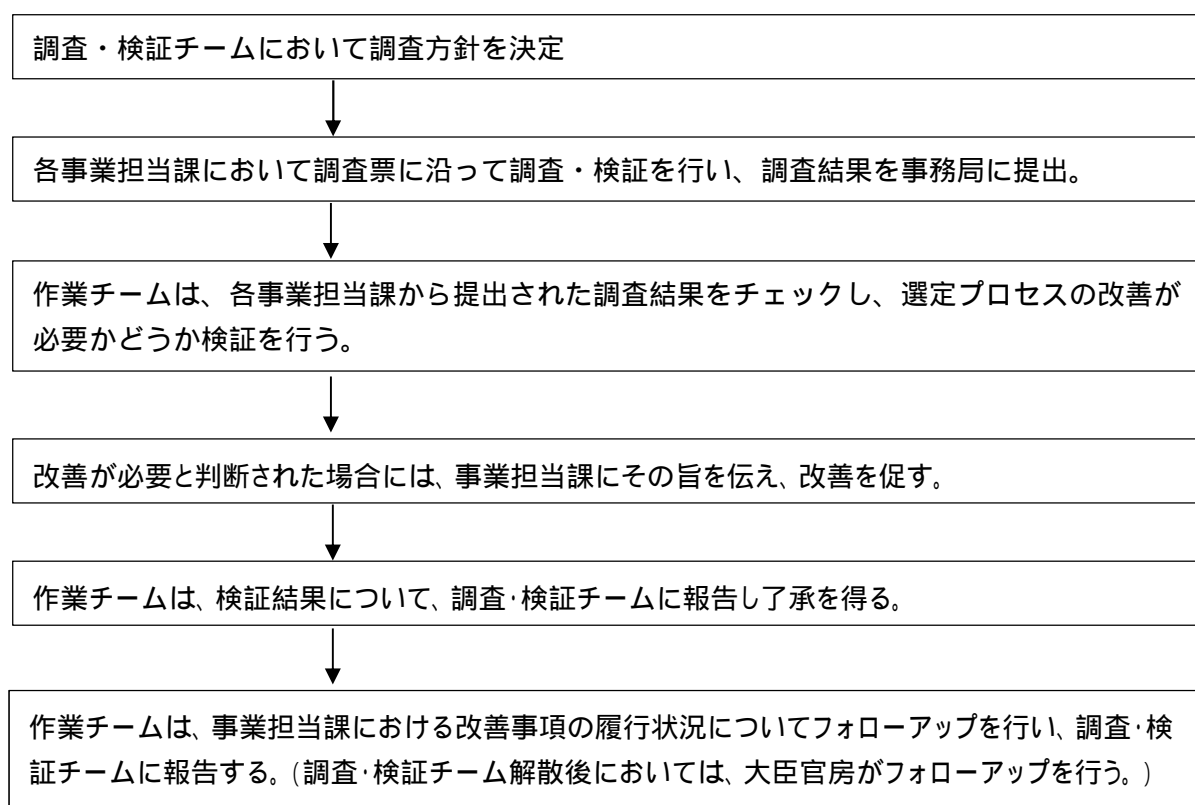 調査・検証チームにおいて調査方針を決定
各事業担当課において調査票に沿って調査・検証を行い、調査結果を事務局に提出。
作業チームは、各事業担当課から提出された調査結果をチェックし、選定プロセスの改善が
必要かどうか検証を行う。
改善が必要と判断された場合には、事業担当課にその旨を伝え、改善を促す。
作業チームは、検証結果について、調査・検証チームに報告し了承を得る。
作業チームは、事業担当課における改善事項の履行状況についてフォローアップを行い、調査・検
証チームに報告する。(調査・検証チーム解散後においては、大臣官房がフォローアップを行う。)